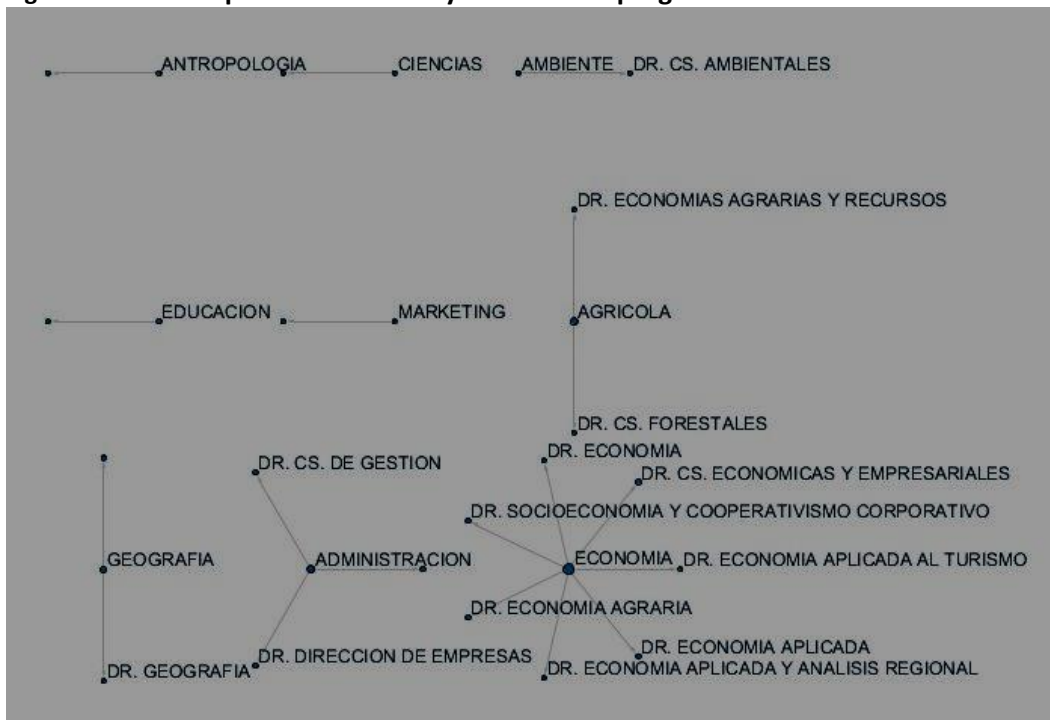 ANTROPOLOGIA
CIENCIAS
AMBIENTE
DR. CS. AMBIENTALES
DR. ECONOMIAS AGRARIAS Y RECURSOS
EDUCACION
MARKETING
AGRICOLA
DR. CS. FORESTALES
DR. ECONOMIA
DR. CS. DE GESTION
DR. CS. ECONOMICAS Y EMPRESARIALES
DR. SOCIOECONOMIA Y COOPERATIVISMO CORPORATIVO
GEOGRAFIA
ADMINISTRACION
ECONOMIA
DR. ECONOMIA APLICADA AL TURISMO
DR. ECONOMIA AGRARIA
DR. ECONOMIA APLICADA
DR. GEOGRAFIA
DR. DIRECCION DE EMPRESAS
DR. ECONOMIA APLICADA Y ANALISIS REGIONAL